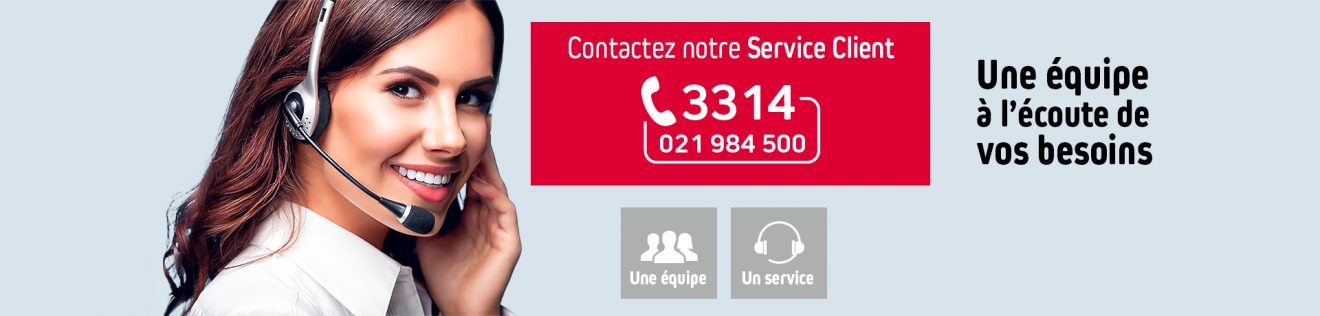 Contactez notre Service Client
3314
021 984 500
Une équipe
à l'écoute de
vos besoins
Une équipe
Un service